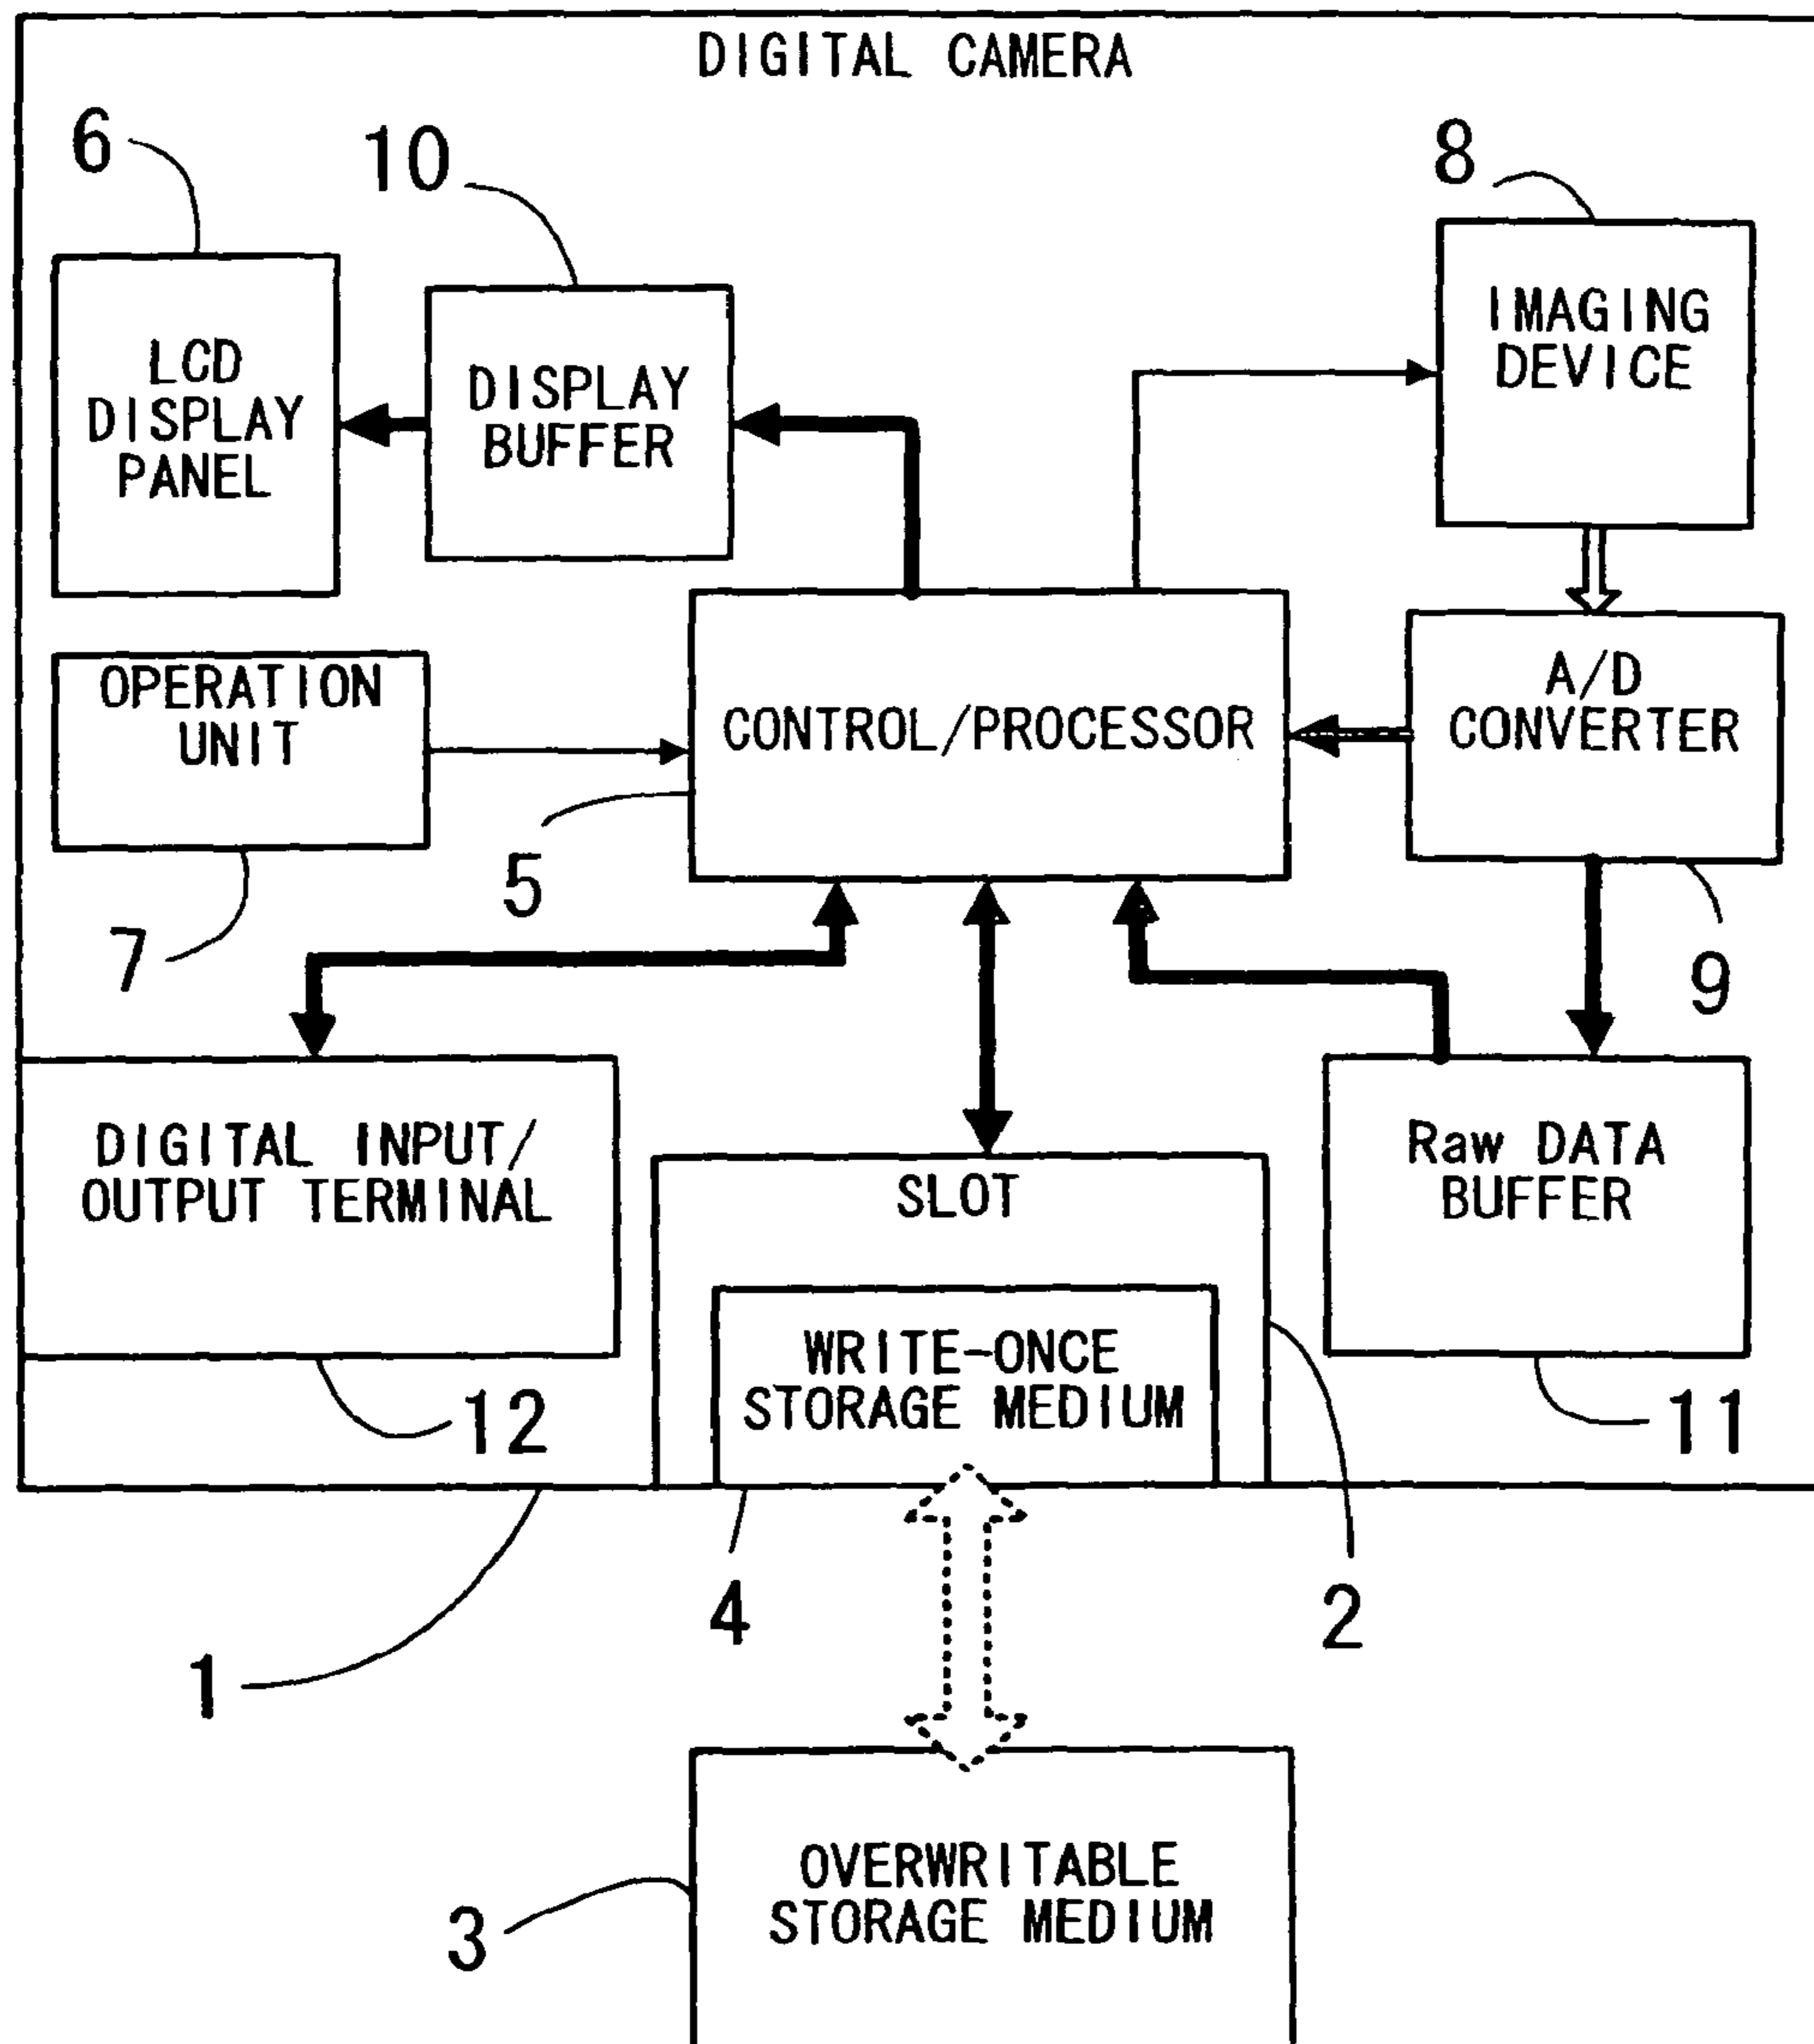 DIGITAL CAMERA
6
10
8
LCD
DISPLAY
PANEL
DISPLAY
BUFFER
IMAGING
DEVICE
OPERATION
UNIT
CONTROL/PROCESSOR
A/D
CONVERTER
5
7
9
DIGITAL INPUT/
OUTPUT TERMINAL
SLOT
Raw DATA
BUFFER
WRITE-ONCE
STORAGE MEDIUM
12
11
4
2
1
OVERWRITABLE
STORAGE MEDIUM
3